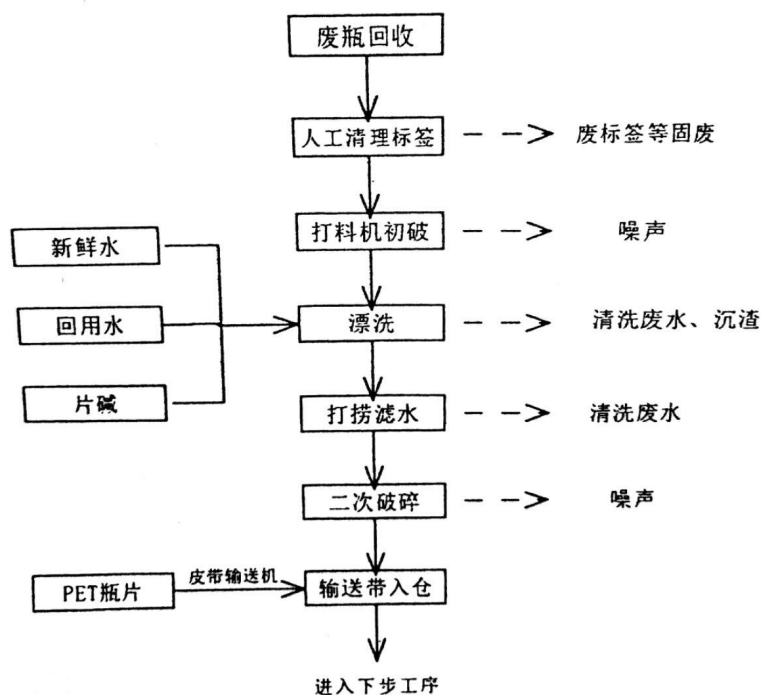 废瓶回收
人工清理标签
废标签等固废
打料机初破
噪声
新鲜水
回用水
漂洗
清洗废水、沉渣
片碱
打捞滤水
清洗废水
二次破碎
噪声
PET瓶片
皮带输送机
输送带入仓
进入下步工序